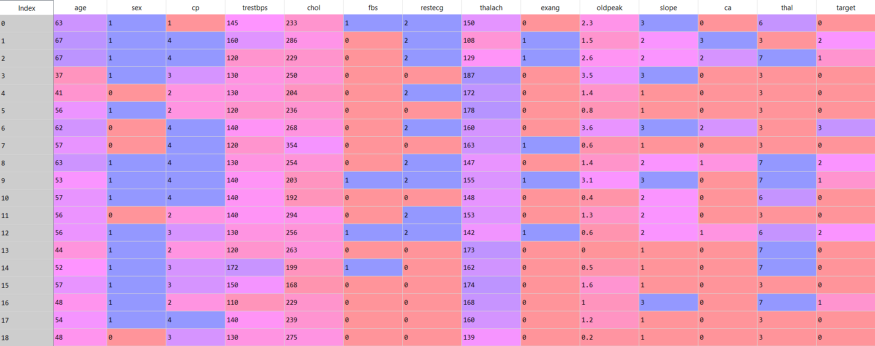 Index age sex cp trestbps chol fbs restecg thalach exang oldpeak slope ca thal target
0 63 1 1 145 233 1 2 150 0 2.3 3 0 6 0
1 67 1 4 160 286 0 2 108 1 1.5 2 3 3 2
2 67 1 4 120 229 0 2 129 1 2.6 2 2 7 1
3 37 1 3 130 250 0 0 187 0 3.5 3 0 3 0
4 41 0 2 130 204 0 2 172 0 1.4 1 0 3 0
5 56 1 2 120 236 0 0 178 0 0.8 1 0 3 0
6 62 0 4 140 268 0 2 160 0 3.6 3 2 3 3
7 57 0 4 120 354 0 0 163 1 0.6 1 0 3 0
8 63 1 4 130 254 0 2 147 0 1.4 2 1 7 2
9 53 1 4 140 203 1 2 155 1 3.1 3 0 7 1
10 57 1 4 140 192 0 0 148 0 0.4 2 0 6 0
11 56 0 2 140 294 0 2 153 0 1.3 2 0 3 0
12 56 1 3 130 256 1 2 142 1 0.6 2 1 6 2
13 44 1 2 120 263 0 0 173 0 0 1 0 7 0
14 52 1 3 172 199 1 0 162 0 0.5 1 0 7 0
15 57 1 3 150 168 0 0 174 0 1.6 1 0 3 0
16 48 1 2 110 229 0 0 168 0 1 3 0 7 1
17 54 1 4 140 239 0 0 160 0 1.2 1 0 3 0
18 48 0 3 130 275 0 0 139 0 0.2 1 0 3 0